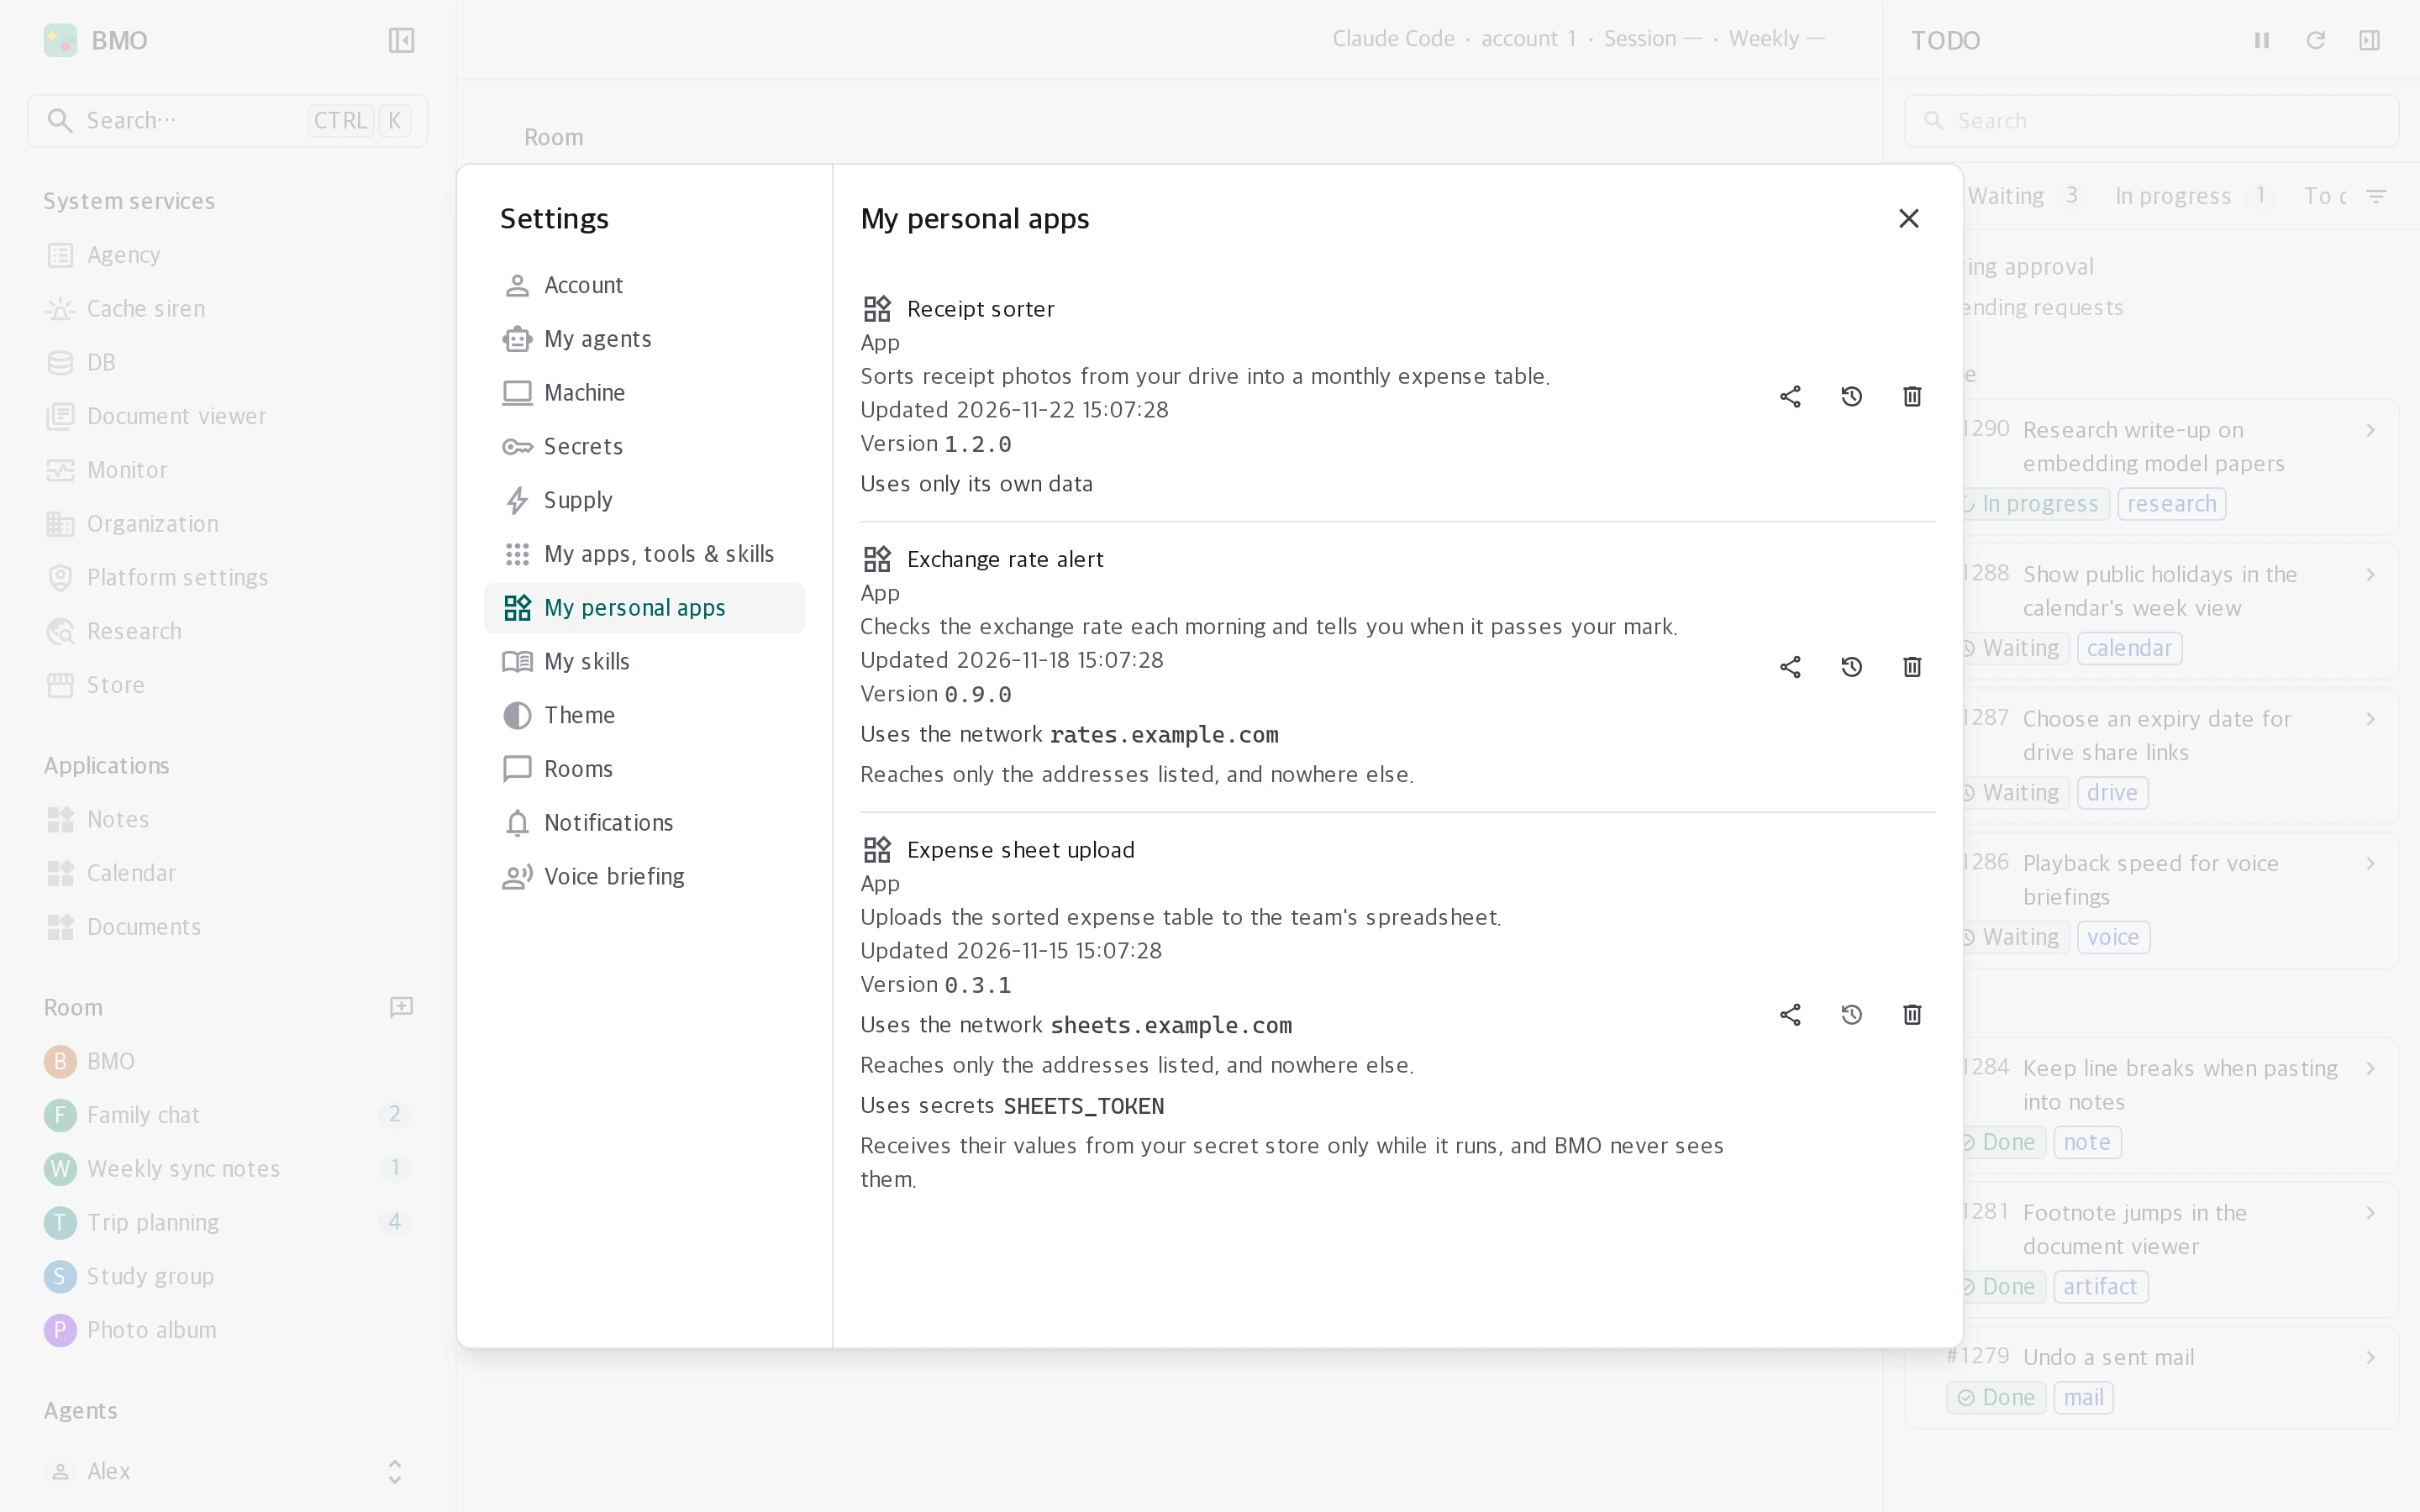 BMO
Search…
CTRL K
System services
Agency
Cache siren
DB
Document viewer
Monitor
Organization
Platform settings
Research
Store
Applications
Notes
Calendar
Documents
Room
B BMO
F Family chat 2
W Weekly sync notes 1
T Trip planning 4
S Study group
P Photo album
Agents
Alex
Claude Code · account 1 · Session — · Weekly —
Room
Settings
Account
My agents
Machine
Secrets
Supply
My apps, tools & skills
My personal apps
My skills
Theme
Rooms
Notifications
Voice briefing
My personal apps
Receipt sorter
App
Sorts receipt photos from your drive into a monthly expense table.
Updated 2026-11-22 15:07:28
Version 1.2.0
Uses only its own data
Exchange rate alert
App
Checks the exchange rate each morning and tells you when it passes your mark.
Updated 2026-11-18 15:07:28
Version 0.9.0
Uses the network rates.example.com
Reaches only the addresses listed, and nowhere else.
Expense sheet upload
App
Uploads the sorted expense table to the team's spreadsheet.
Updated 2026-11-15 15:07:28
Version 0.3.1
Uses the network sheets.example.com
Reaches only the addresses listed, and nowhere else.
Uses secrets SHEETS_TOKEN
Receives their values from your secret store only while it runs, and BMO never sees
them.
TODO
Search
Waiting 3 In progress 1 To
approval
requests
1290 Research write-up on
embedding model papers
In progress research
1288 Show public holidays in the
calendar's week view
Waiting calendar
1287 Choose an expiry date for
drive share links
Waiting drive
1286 Playback speed for voice
briefings
Waiting voice
1284 Keep line breaks when pasting
into notes
Done note
1281 Footnote jumps in the
document viewer
Done artifact
#1279 Undo a sent mail
Done mail